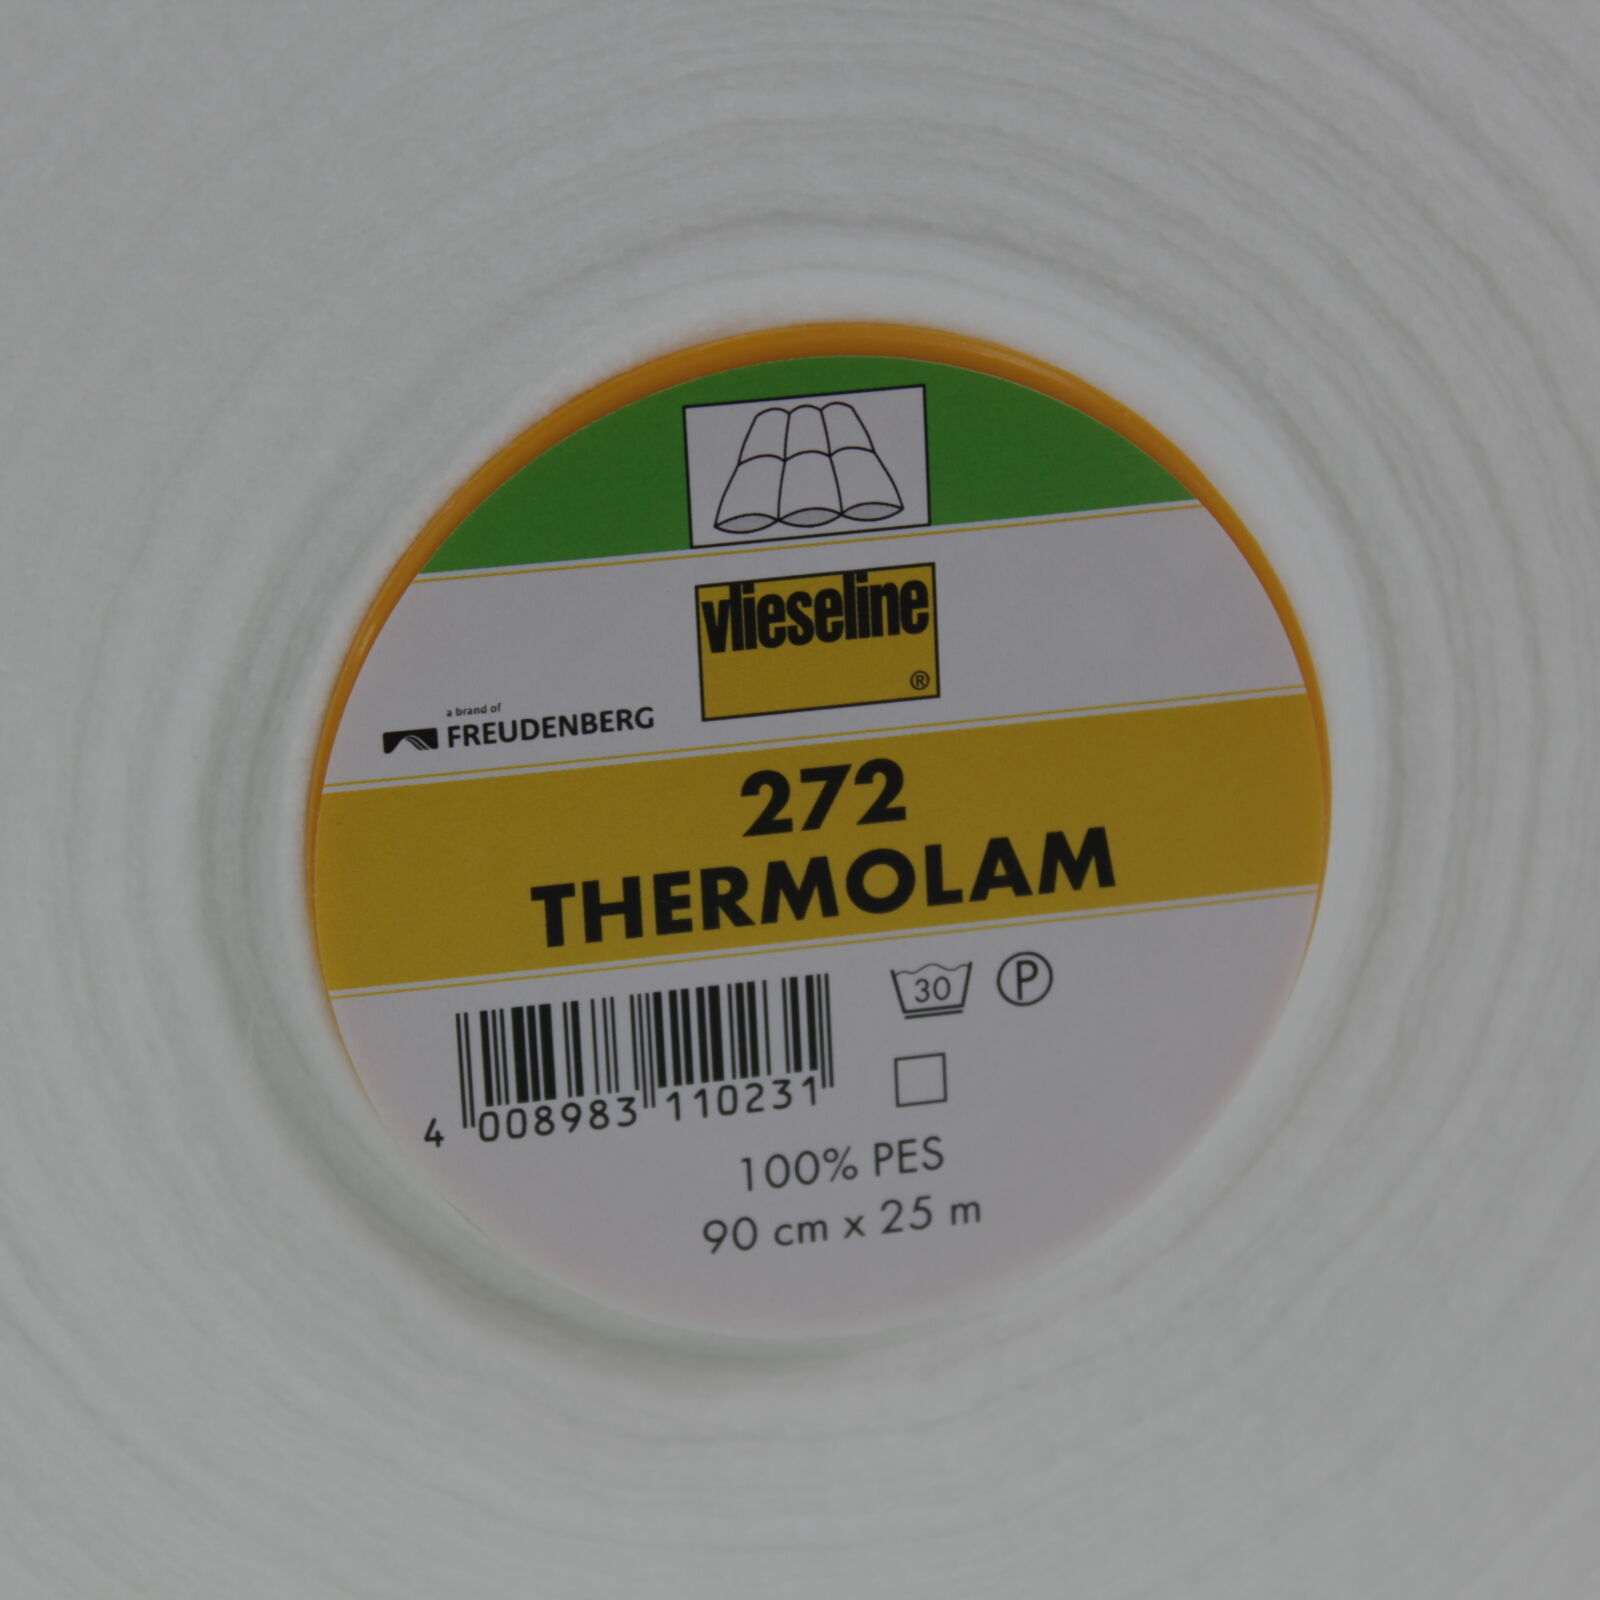 vlieseline
®
a brand of
FREUDENBERG
272
THERMOLAM
30 P
4 008983 110231
100% PES
90 cm x 25 m